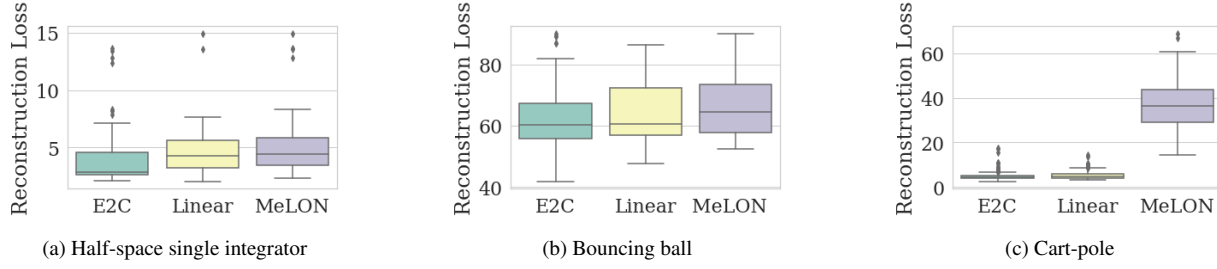 Reconstruction Loss
15
10
5
E2C Linear MeLON
(a) Half-space single integrator
Reconstruction Loss
80
60
40
E2C Linear MeLON
(b) Bouncing ball
Reconstruction Loss
60
40
20
0
E2C Linear MeLON
(c) Cart-pole